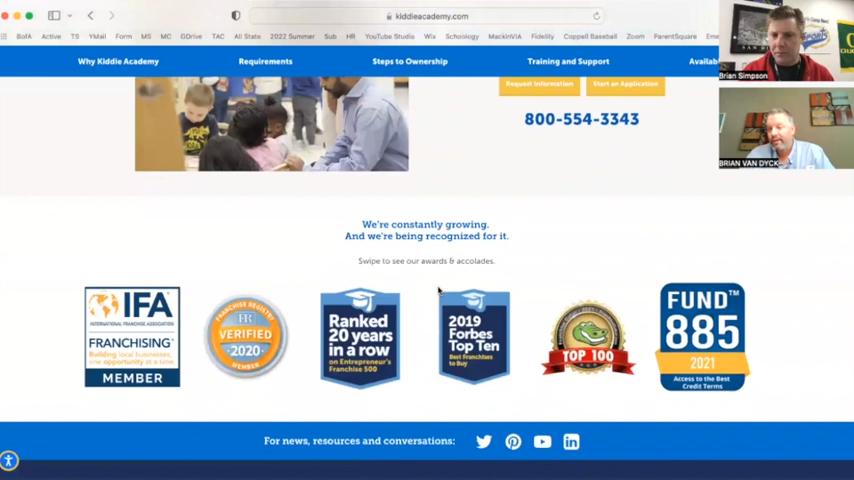 kiddieacademy.com
BofA Active TS YMail Form MS MC GDrive TAC All State 2022 Summer Sub HR YouTube Studio Wix Schoology MackinVIA Fidelity Coppell Baseball Zoom ParentSquare Eme
Why Kiddie Academy Requirements Steps to Ownership Training and Support Availab
Brian Simpson
BRIAN VAN DYCK
Request Information Start an Application
800-554-3343
We're constantly growing.
And we're being recognized for it.
Swipe to see our awards & accolades.
IFA
INTERNATIONAL FRANCHISE ASSOCIATION
FRANCHISING®
Building local businesses,
one opportunity at a time
MEMBER
FRANCHISE REGISTRY
FR
VERIFIED
2020
MEMBER
Ranked
20 years
in a row
on Entrepreneur's
Franchise 500
2019
Forbes
Top Ten
Best Franchises
to Buy
TOP 100
FUND™
885
2021
Access to the Best
Credit Terms
For news, resources and conversations: